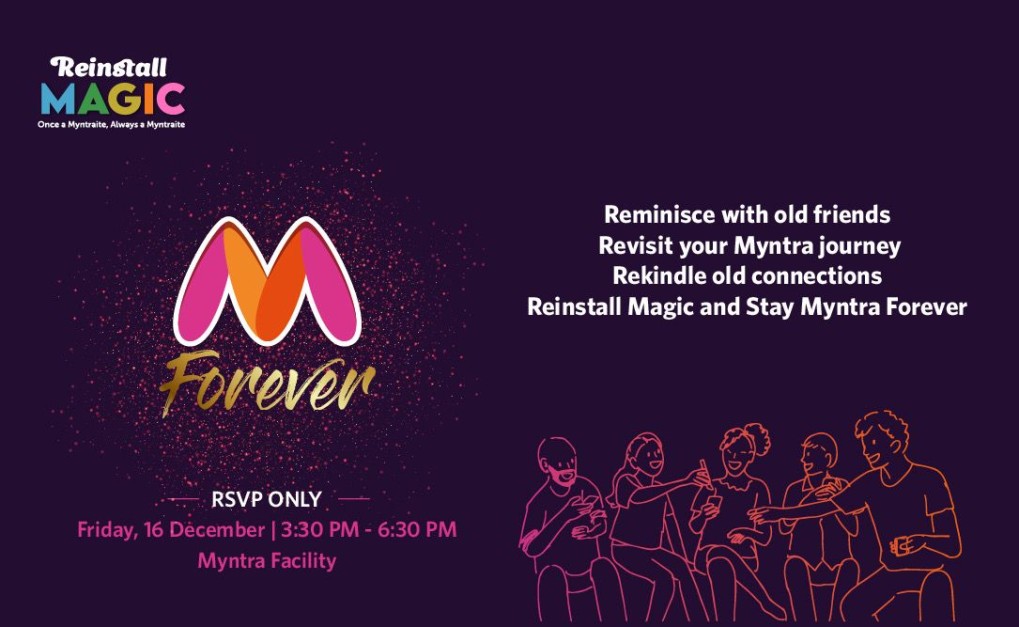 Reinstall
MAGIC
Once a Myntraite, Always a Myntraite
Forever
RSVP ONLY
Friday, 16 December | 3:30 PM - 6:30 PM
Myntra Facility
Reminisce with old friends
Revisit your Myntra journey
Rekindle old connections
Reinstall Magic and Stay Myntra Forever